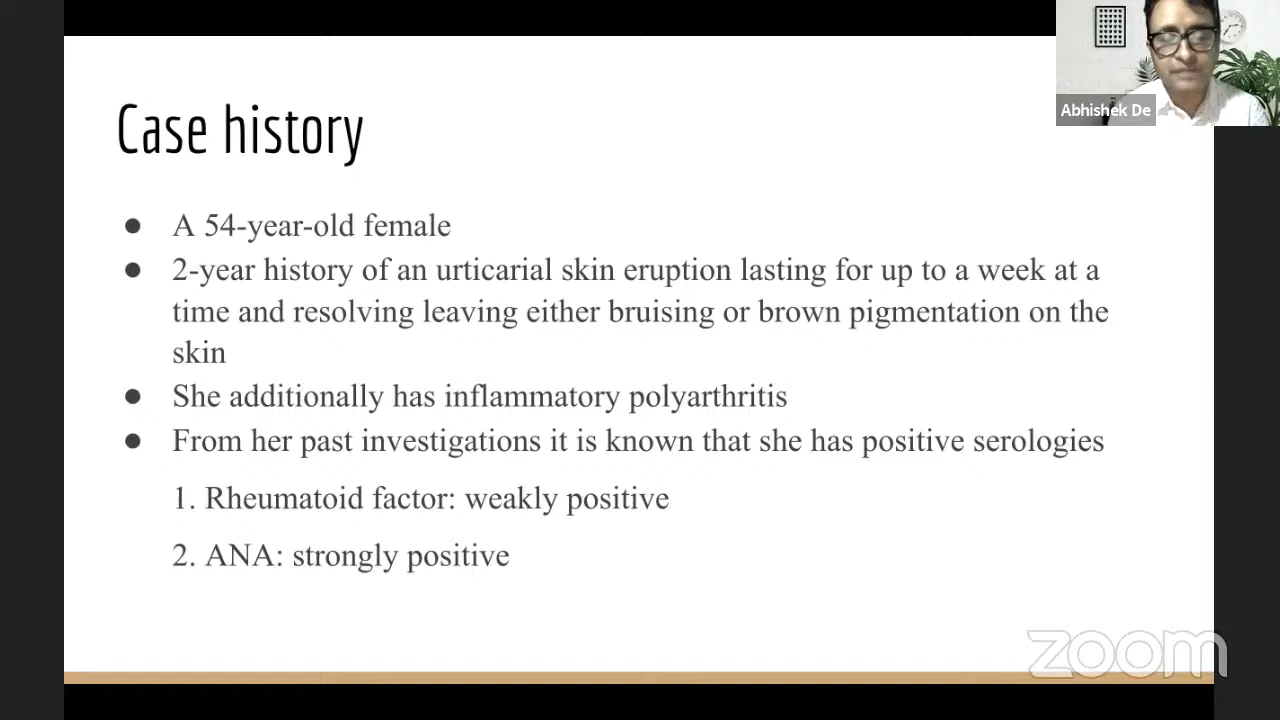 Abhishek De
Case history
● A 54-year-old female
● 2-year history of an urticarial skin eruption lasting for up to a week at a
time and resolving leaving either bruising or brown pigmentation on the
skin
● She additionally has inflammatory polyarthritis
● From her past investigations it is known that she has positive serologies
1. Rheumatoid factor: weakly positive
2. ANA: strongly positive
zoom